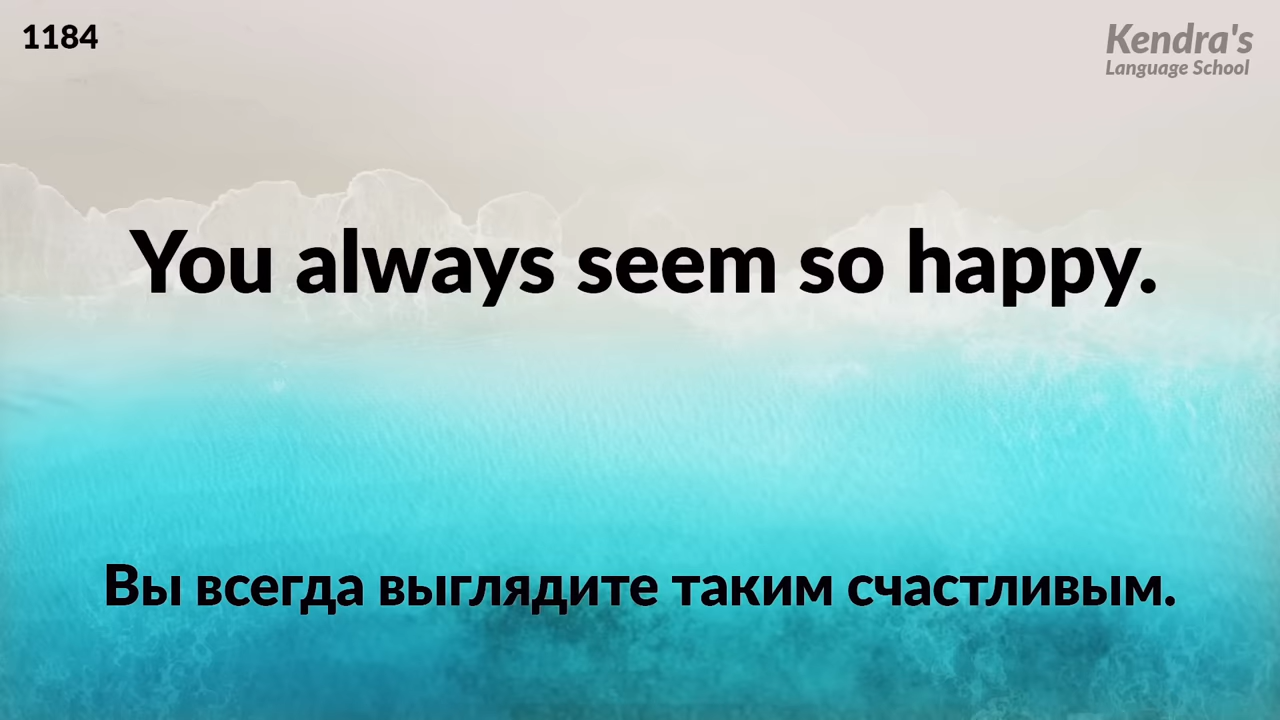 1184
Kendra's
Language School
You always seem so happy.
Вы всегда выглядите таким счастливым.